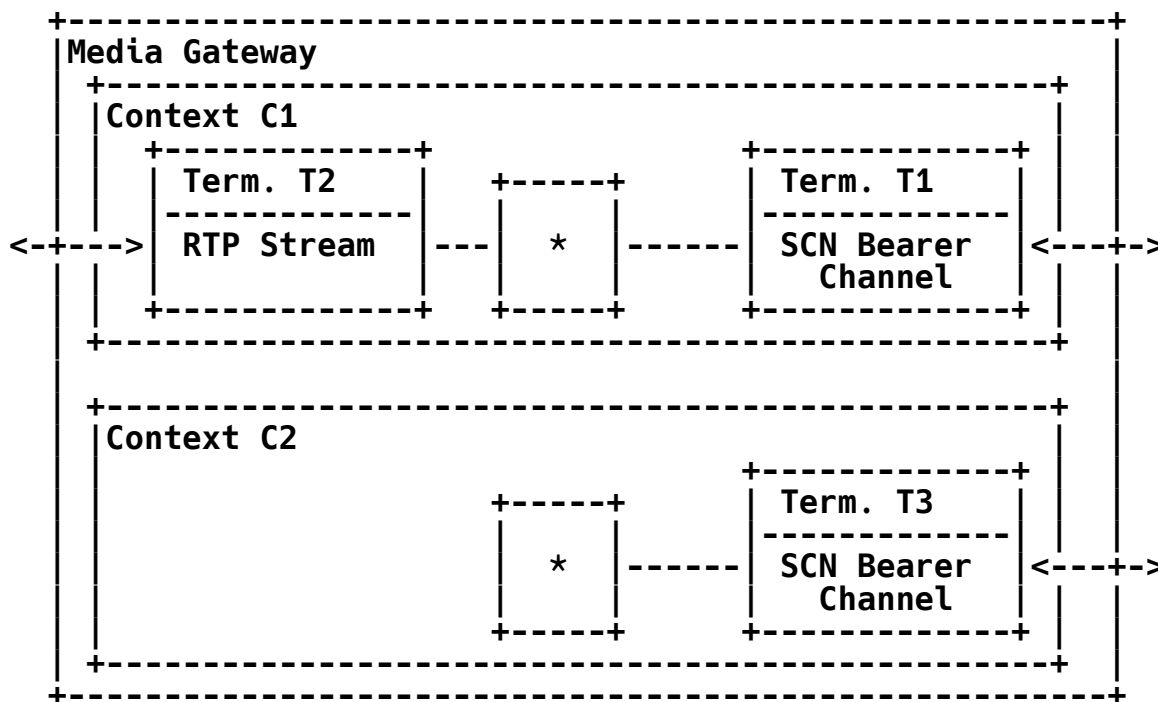 +-------------------------------------------------------+
|Media Gateway                                          |
| +-------------------------------------------------+   |
| |Context C1                                       |   |
| |  +-------------+                +-------------+ |   |
| |  | Term. T2    |   +-----+      | Term. T1    | |   |
| |  |-------------|   |     |      |-------------| |   |
<-+--->| RTP Stream  |---|  *  |------| SCN Bearer  |<---+->
| |  |             |   |     |      |   Channel   | |   |
| |  +-------------+   +-----+      +-------------+ |   |
| +-------------------------------------------------+   |
| +-------------------------------------------------+   |
| |Context C2                                       |   |
| |                                 +-------------+ |   |
| |                    +-----+      | Term. T3    | |   |
| |                    |     |      |-------------| |   |
| |                    |  *  |------| SCN Bearer  |<---+->
| |                    |     |      |   Channel   | |   |
| |                    +-----+      +-------------+ |   |
| +-------------------------------------------------+   |
+-------------------------------------------------------+